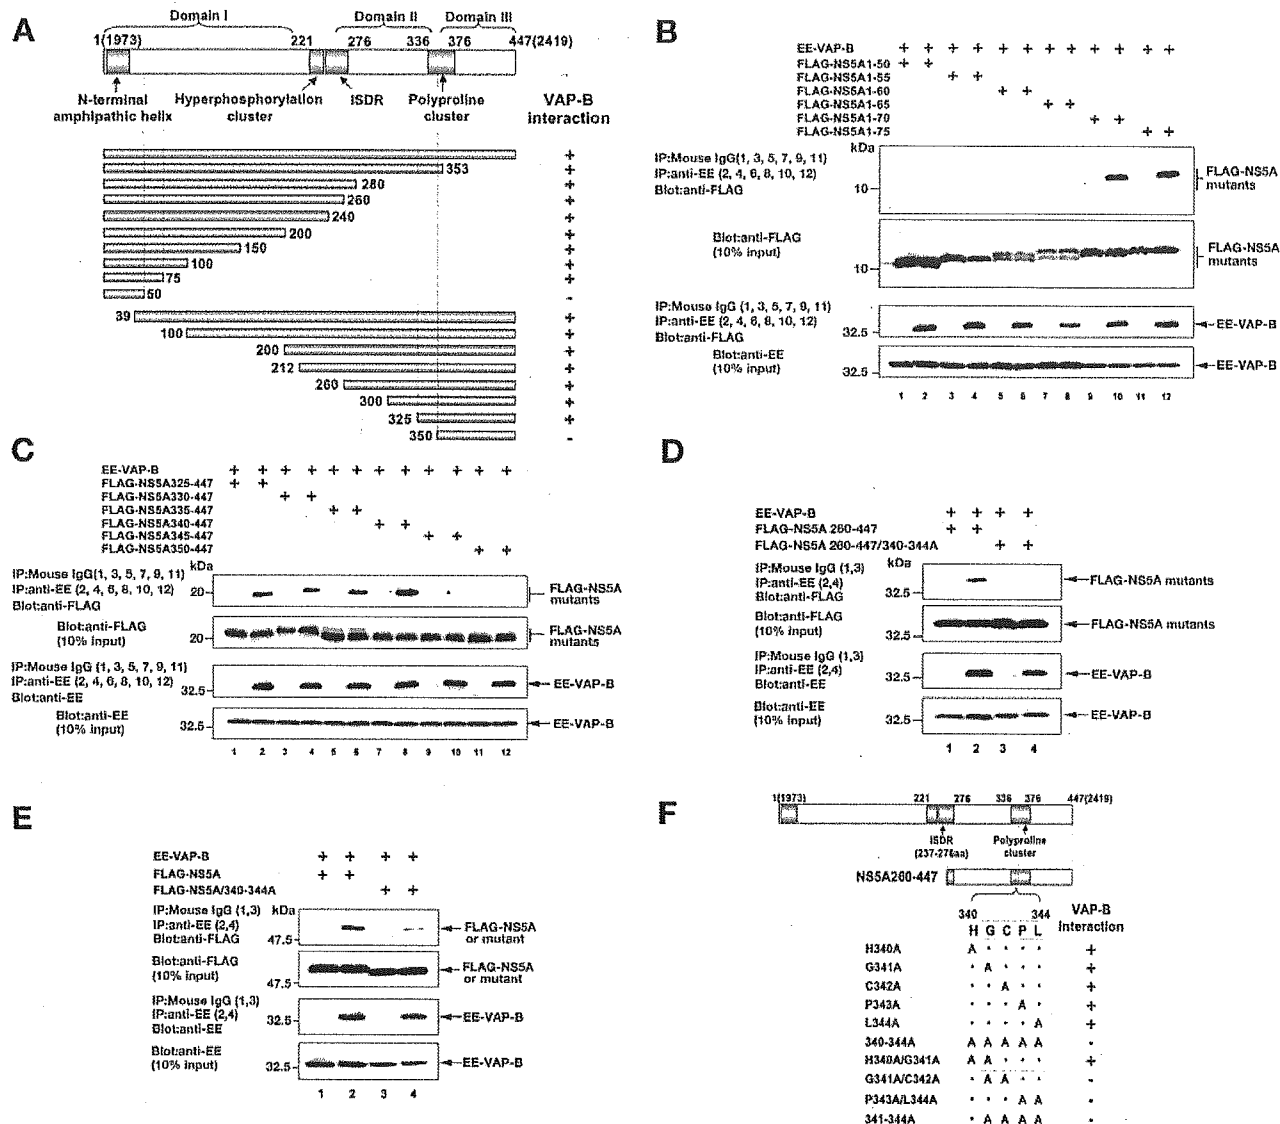 A
Domain I
Domain II
Domain III
1(1973)
221
276
336
376
447(2419)
N-terminal
amphipathic helix
Hyperphosphorylation
cluster
ISDR
Polyproline
cluster
VAP-B
interaction
+
353 +
280 +
260 +
240 +
200 +
150 +
100 +
75 +
50 -
39 +
100 +
200 +
212 +
260 +
300 +
325 +
350 -
B
EE-VAP-B + + + + + + + + + + + +
FLAG-NS5A1-50 + +
FLAG-NS5A1-55 + +
FLAG-NS5A1-60 + +
FLAG-NS5A1-65 + +
FLAG-NS5A1-70 + +
FLAG-NS5A1-75 + +
kDa
IP:Mouse IgG(1, 3, 5, 7, 9, 11)
IP:anti-EE (2, 4, 6, 8, 10, 12)
Blot:anti-FLAG
10
FLAG-NS5A
mutants
Blot:anti-FLAG
(10% input)
10
FLAG-NS5A
mutants
IP:Mouse IgG (1, 3, 5, 7, 9, 11)
IP:anti-EE (2, 4, 6, 8, 10, 12)
Blot:anti-FLAG
32.5
EE-VAP-B
Blot:anti-EE
(10% input)
32.5
EE-VAP-B
1 2 3 4 5 6 7 8 9 10 11 12
C
EE-VAP-B + + + + + + + + + + + +
FLAG-NS5A325-447 + +
FLAG-NS5A330-447 + +
FLAG-NS5A335-447 + +
FLAG-NS5A340-447 + +
FLAG-NS5A345-447 + +
FLAG-NS5A350-447 + +
kDa
IP:Mouse IgG(1, 3, 5, 7, 9, 11)
IP:anti-EE (2, 4, 6, 8, 10, 12)
Blot:anti-FLAG
20
FLAG-NS5A
mutants
Blot:anti-FLAG
(10% input)
20
FLAG-NS5A
mutants
IP:Mouse IgG (1, 3, 5, 7, 9, 11)
IP:anti-EE (2, 4, 6, 8, 10, 12)
Blot:anti-EE
32.5
EE-VAP-B
Blot:anti-EE
(10% input)
32.5
EE-VAP-B
1 2 3 4 5 6 7 8 9 10 11 12
D
EE-VAP-B + + + +
FLAG-NS5A 260-447 + +
FLAG-NS5A 260-447/340-344A + +
IP:Mouse IgG (1,3)
IP:anti-EE (2,4)
Blot:anti-FLAG
kDa
32.5
FLAG-NS5A mutants
Blot:anti-FLAG
(10% input)
32.5
FLAG-NS5A mutants
IP:Mouse IgG (1,3)
IP:anti-EE (2,4)
Blot:anti-EE
32.5
EE-VAP-B
Blot:anti-EE
(10% input)
32.5
EE-VAP-B
1 2 3 4
E
EE-VAP-B + + + +
FLAG-NS5A + +
FLAG-NS5A/340-344A + +
IP:Mouse IgG (1,3)
IP:anti-EE (2,4)
Blot:anti-FLAG
kDa
47.5
FLAG-NS5A
or mutant
Blot:anti-FLAG
(10% input)
47.5
FLAG-NS5A
or mutant
IP:Mouse IgG (1,3)
IP:anti-EE (2,4)
Blot:anti-EE
32.5
EE-VAP-B
Blot:anti-EE
(10% input)
32.5
EE-VAP-B
1 2 3 4
F
1(1973) 221 276 336 376 447(2419)
ISDR
(237-276aa)
Polyproline
cluster
NS5A260-447
340 344
VAP-B
Interaction
H G C P L
H340A A · · · · +
G341A · A · · · +
C342A · · A · · +
P343A · · · A · +
L344A · · · · A +
340-344A A A A A A -
H340A/G341A A A · · · +
G341A/C342A · A A · · -
P343A/L344A · · · A A -
341-344A · A A A A -